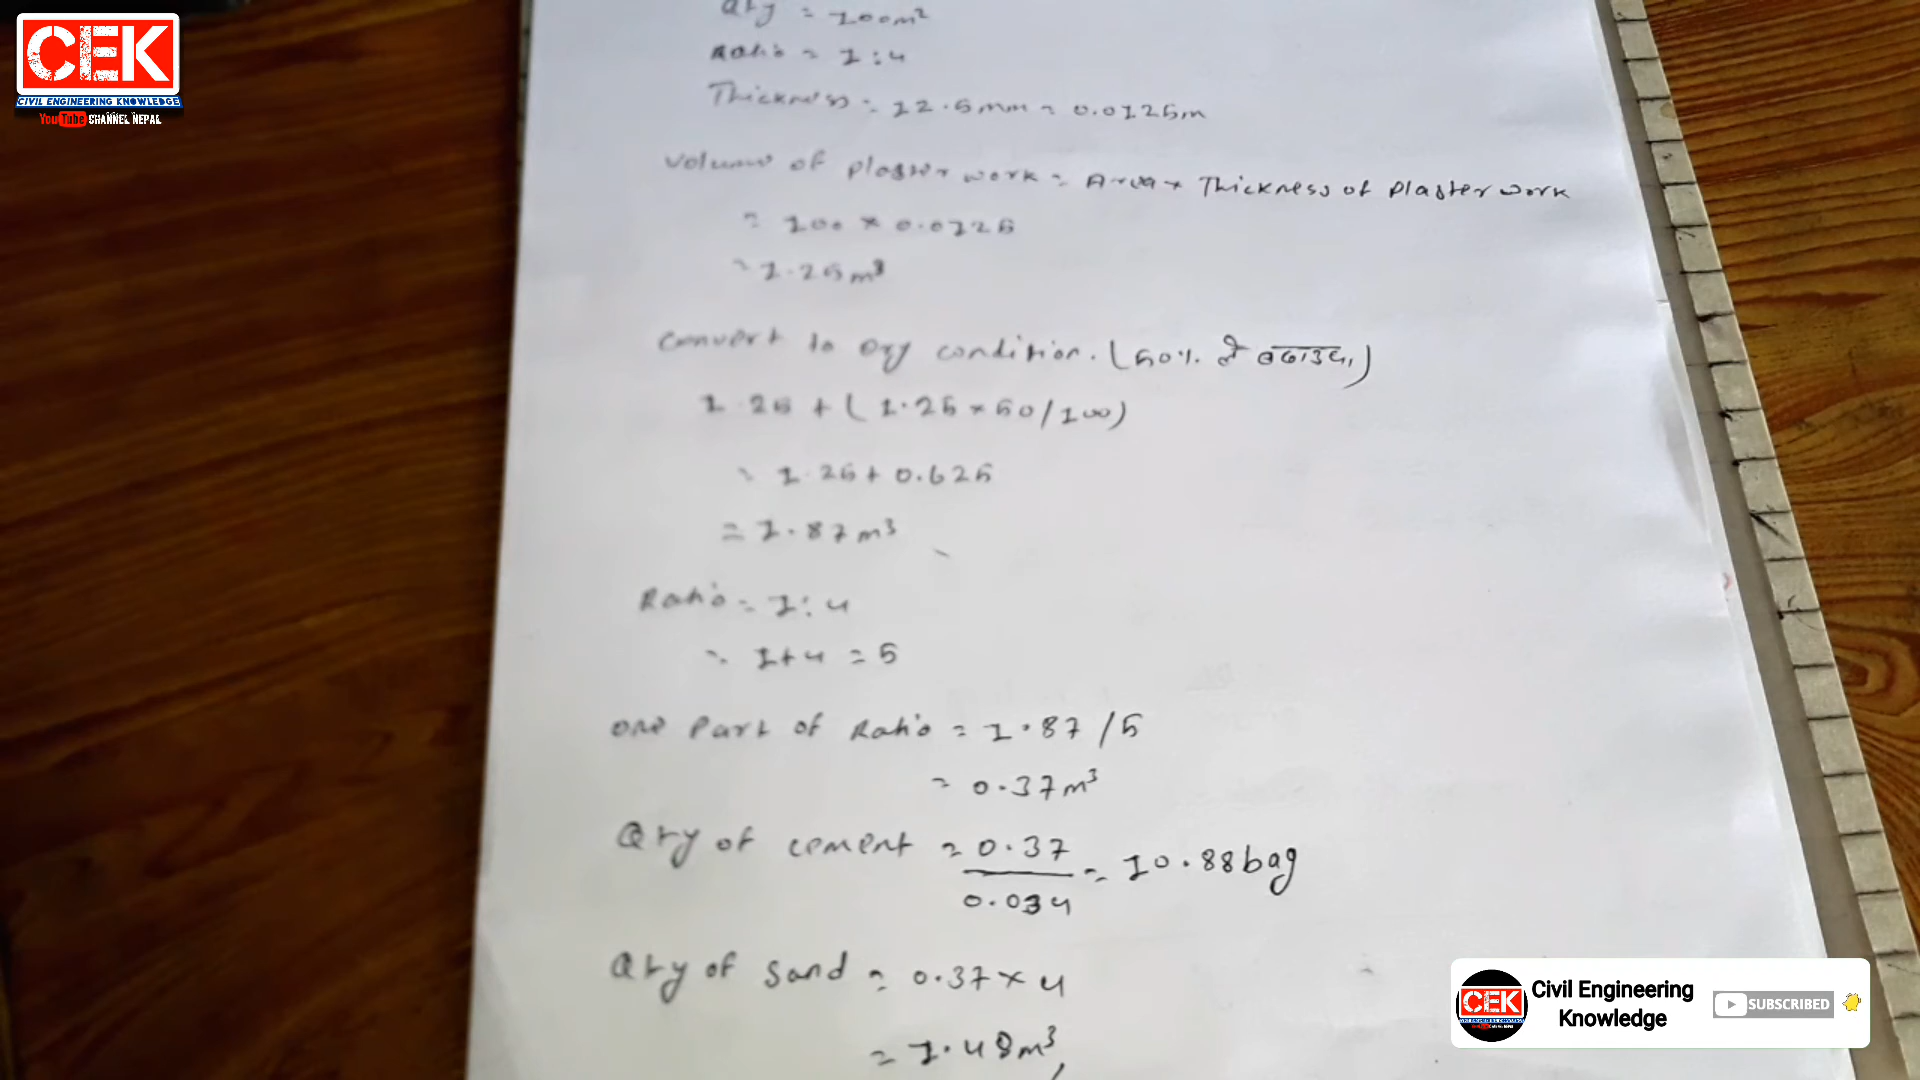 CEK
CIVIL ENGINEERING KNOWLEDGE
YouTube CHANNEL NEPAL
Qty = 100m²
Ratio = 1:4
Thickness = 12.5mm = 0.0125m
Volume of plaster work = Area x Thickness of Plaster work
= 100 x 0.0125
= 1.25m³
Convert to Dry condition. (50% ले बढाउने)
1.25 + (1.25 x 50/100)
= 1.25 + 0.625
= 1.87m³
Ratio = 1:4
= 1+4 = 5
One Part of Ratio = 1.87/5
= 0.37m³
Qty of cement = 0.37/0.034 = 10.88bag
Qty of sand = 0.37 x 4
= 1.48m³
CEK
Civil Engineering
Knowledge
SUBSCRIBED